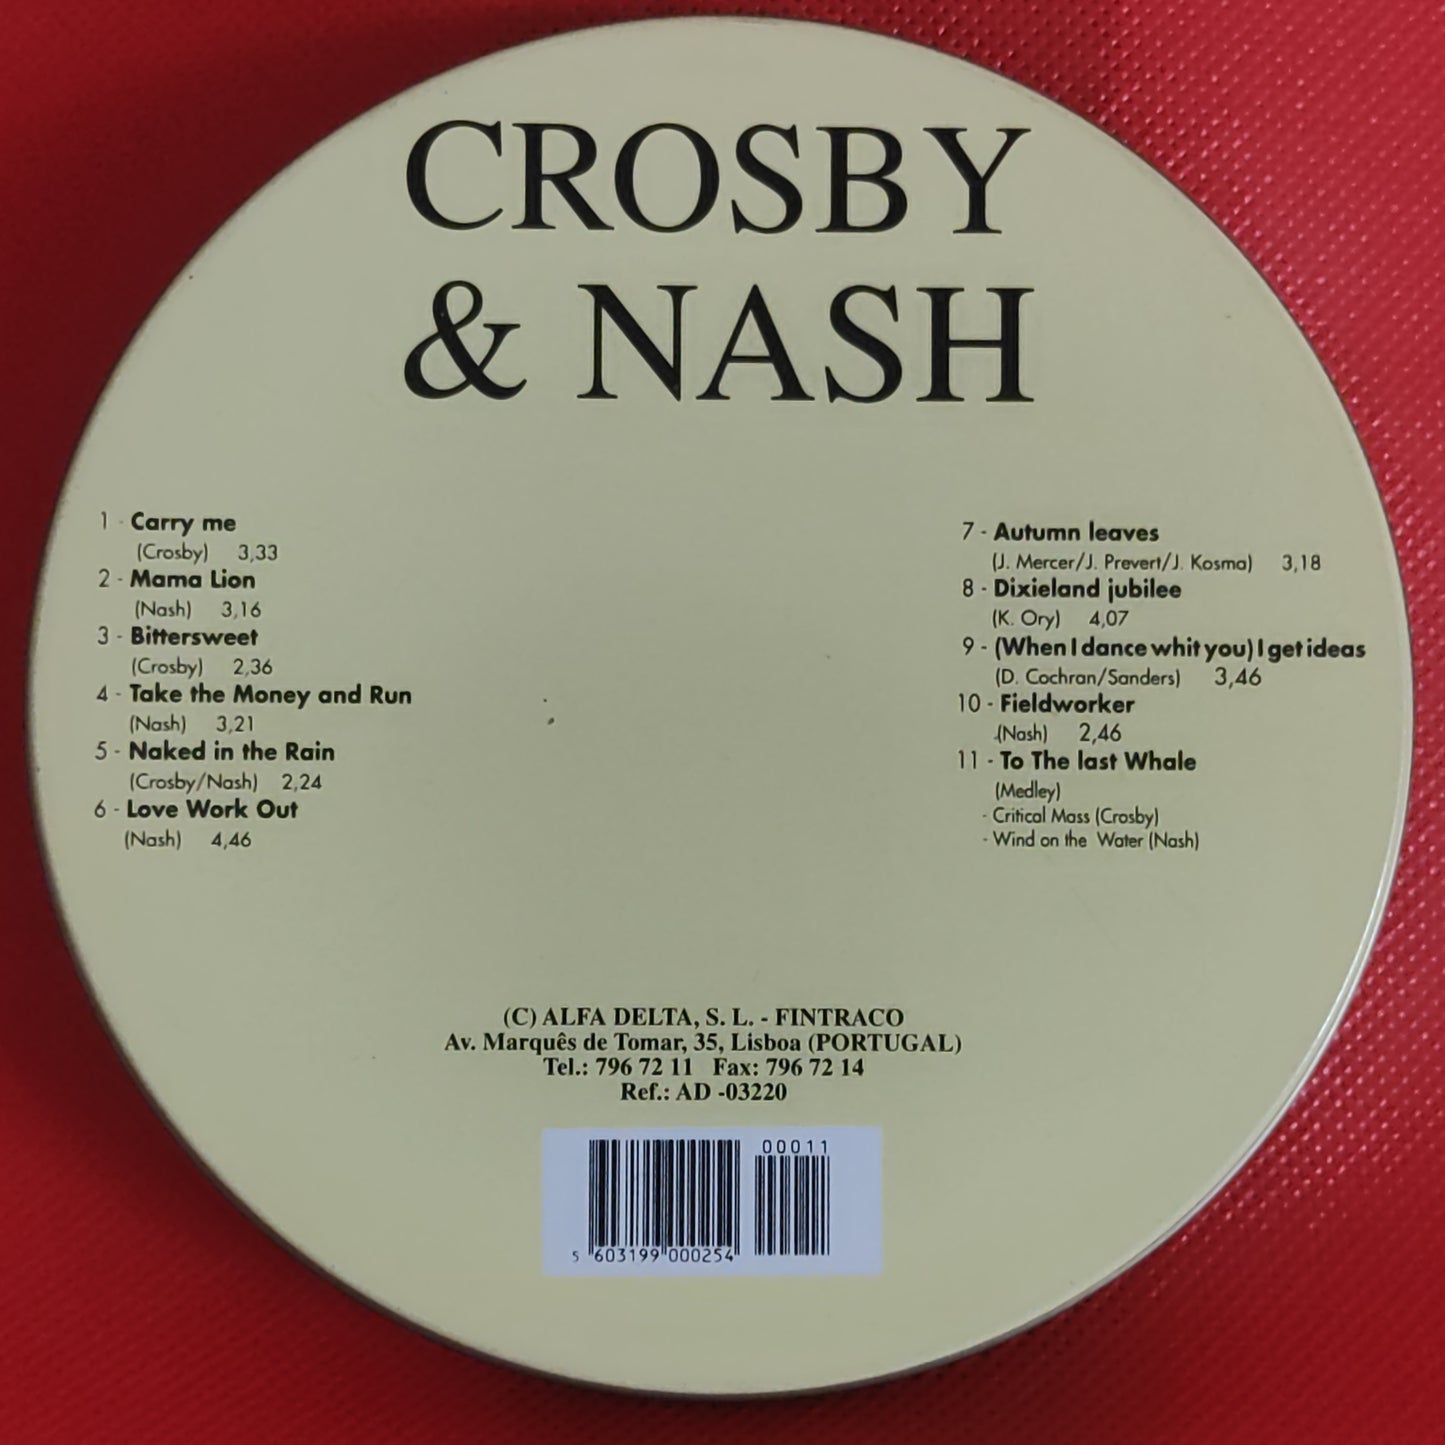 CROSBY
& NASH
1 - Carry me
(Crosby) 3,33
2 - Mama Lion
(Nash) 3,16
3 - Bittersweet
(Crosby) 2,36
4 - Take the Money and Run
(Nash) 3,21
5 - Naked in the Rain
(Crosby/Nash) 2,24
6 - Love Work Out
(Nash) 4,46
7 - Autumn leaves
(J. Mercer/J. Prevert/J. Kosma) 3,18
8 - Dixieland jubilee
(K. Ory) 4,07
9 - (When I dance whit you) I get ideas
(D. Cochran/Sanders) 3,46
10 - Fieldworker
(Nash) 2,46
11 - To The last Whale
(Medley)
- Critical Mass (Crosby)
- Wind on the Water (Nash)
(C) ALFA DELTA, S. L. - FINTRACO
Av. Marquês de Tomar, 35, Lisboa (PORTUGAL)
Tel.: 796 72 11 Fax: 796 72 14
Ref.: AD -03220
00011
5 603199 000254